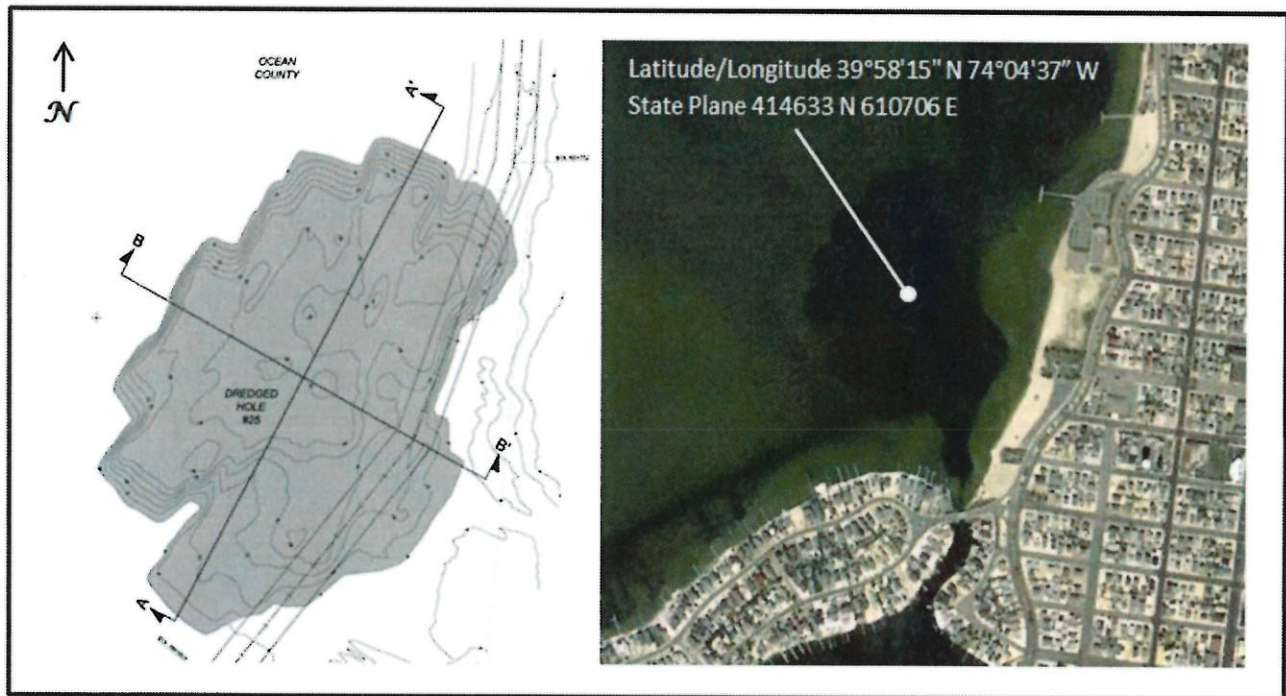 N
OCEAN
COUNTY
A'
B
DREDGED
HOLE
#25
B'
A
Latitude/Longitude 39°58'15" N 74°04'37" W
State Plane 414633 N 610706 E